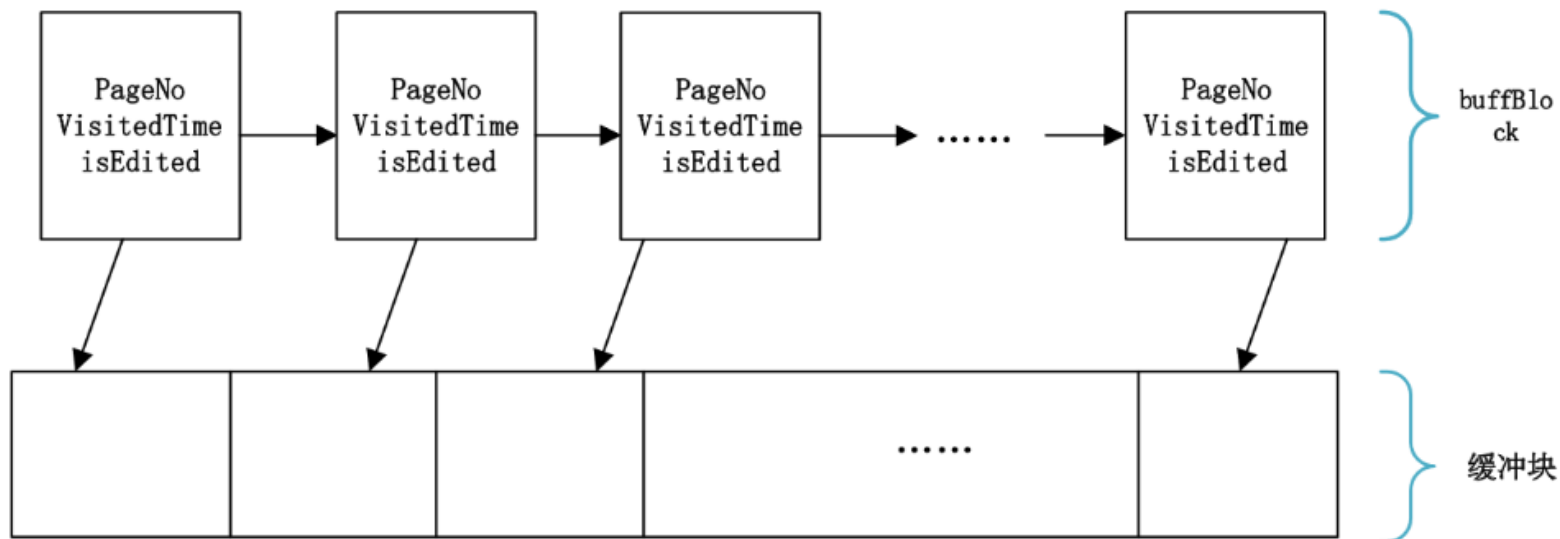 PageNo
VisitedTime
isEdited
PageNo
VisitedTime
isEdited
PageNo
VisitedTime
isEdited
……
PageNo
VisitedTime
isEdited
buffBlo
ck
……
缓冲块